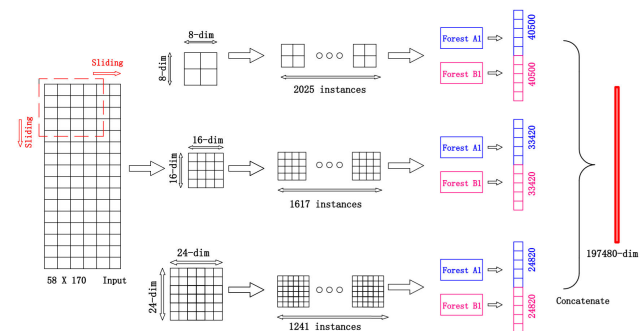 Sliding
Sliding
58 X 170 Input
8-dim
8-dim
2025 instances
Forest A1
40500
Forest B1
40500
16-dim
16-dim
1617 instances
Forest A1
33420
Forest B1
33420
24-dim
24-dim
1241 instances
Forest A1
24820
Forest B1
24820
Concatenate
197480-dim